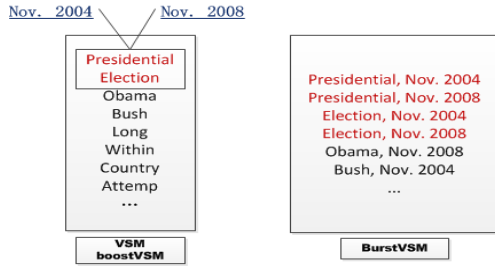 Nov. 2004 Nov. 2008
Presidential
Election
Obama
Bush
Long
Within
Country
Attemp
...
VSM
boostVSM
Presidential, Nov. 2004
Presidential, Nov. 2008
Election, Nov. 2004
Election, Nov. 2008
Obama, Nov. 2008
Bush, Nov. 2004
...
BurstVSM